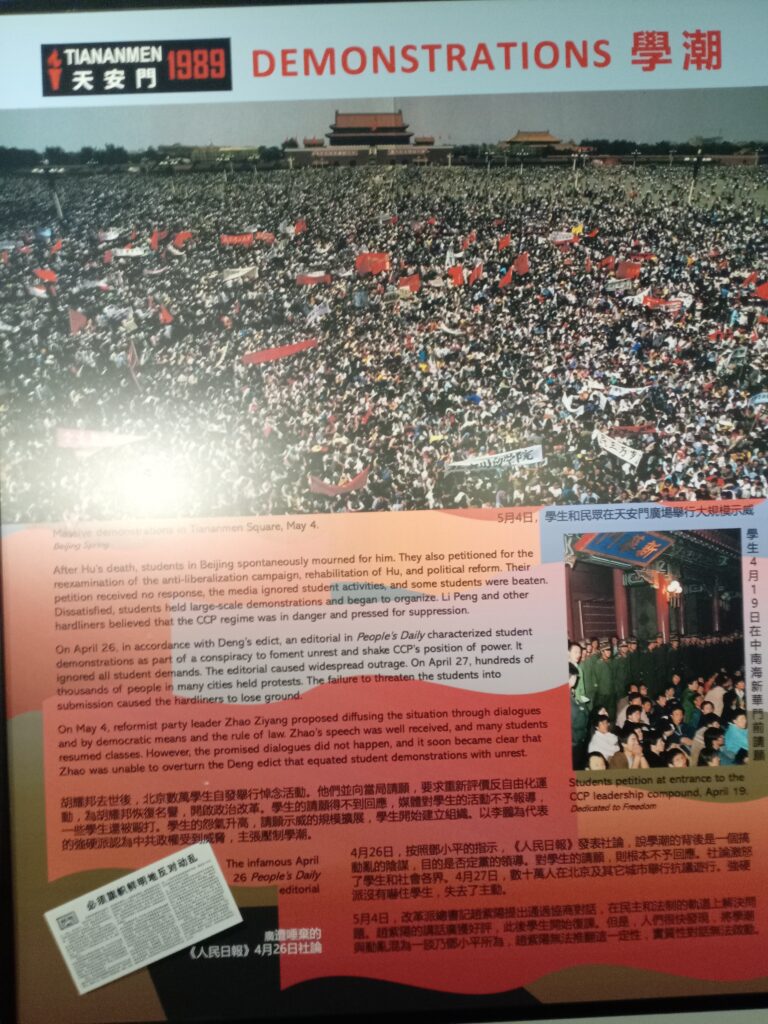 TIANANMEN
天安門
1989
DEMONSTRATIONS 學潮
Massive demonstrations in Tiananmen Square, May 4.
Beijing Spring
5月4日，學生和民眾在天安門廣場舉行大規模示威
After Hu's death, students in Beijing spontaneously mourned for him. They also petitioned for the
reexamination of the anti-liberalization campaign, rehabilitation of Hu, and political reform. Their
petition received no response, the media ignored student activities, and some students were beaten.
Dissatisfied, students held large-scale demonstrations and began to organize. Li Peng and other
hardliners believed that the CCP regime was in danger and pressed for suppression.
On April 26, in accordance with Deng's edict, an editorial in People's Daily characterized student
demonstrations as part of a conspiracy to foment unrest and shake CCP's position of power. It
ignored all student demands. The editorial caused widespread outrage. On April 27, hundreds of
thousands of people in many cities held protests. The failure to threaten the students into
submission caused the hardliners to lose ground.
On May 4, reformist party leader Zhao Ziyang proposed diffusing the situation through dialogues
and by democratic means and the rule of law. Zhao's speech was well received, and many students
resumed classes. However, the promised dialogues did not happen, and it soon became clear that
Zhao was unable to overturn the Deng edict that equated student demonstrations with unrest.
學生4月19日在中南海新華門前請願
Students petition at entrance to the
CCP leadership compound, April 19.
Dedicated to Freedom
胡耀邦去世後，北京數萬學生自發舉行悼念活動。他們並向當局請願，要求重新評價反自由化運
動，為胡耀邦恢復名譽，開啟政治改革。學生的請願得不到回應，媒體對學生的活動不予報導，
一些學生還被毆打。學生的怨氣升高，請願示威的規模擴展，學生開始建立組織。以李鵬為代表
的強硬派認為中共政權受到威脅，主張壓制學潮。
4月26日，按照鄧小平的指示，《人民日報》發表社論，說學潮的背後是一個搞
動亂的陰謀，目的是否定黨的領導。對學生的請願，則根本不予回應。社論激怒
了學生和社會各界。4月27日，數十萬人在北京及其它城市舉行抗議遊行。強硬
派沒有嚇住學生，失去了主動。
5月4日，改革派總書記趙紫陽提出通過協商對話，在民主和法制的軌道上解決問
題。趙紫陽的講話廣獲好評，此後學生開始復課。但是，人們很快發現，將學潮
與動亂混為一談乃鄧小平所為，趙紫陽無法推翻這一定性，實質性對話無法啟動。
The infamous April
26 People's Daily
editorial
必须旗帜鲜明地反对动乱
廣遭唾棄的
《人民日報》4月26日社論